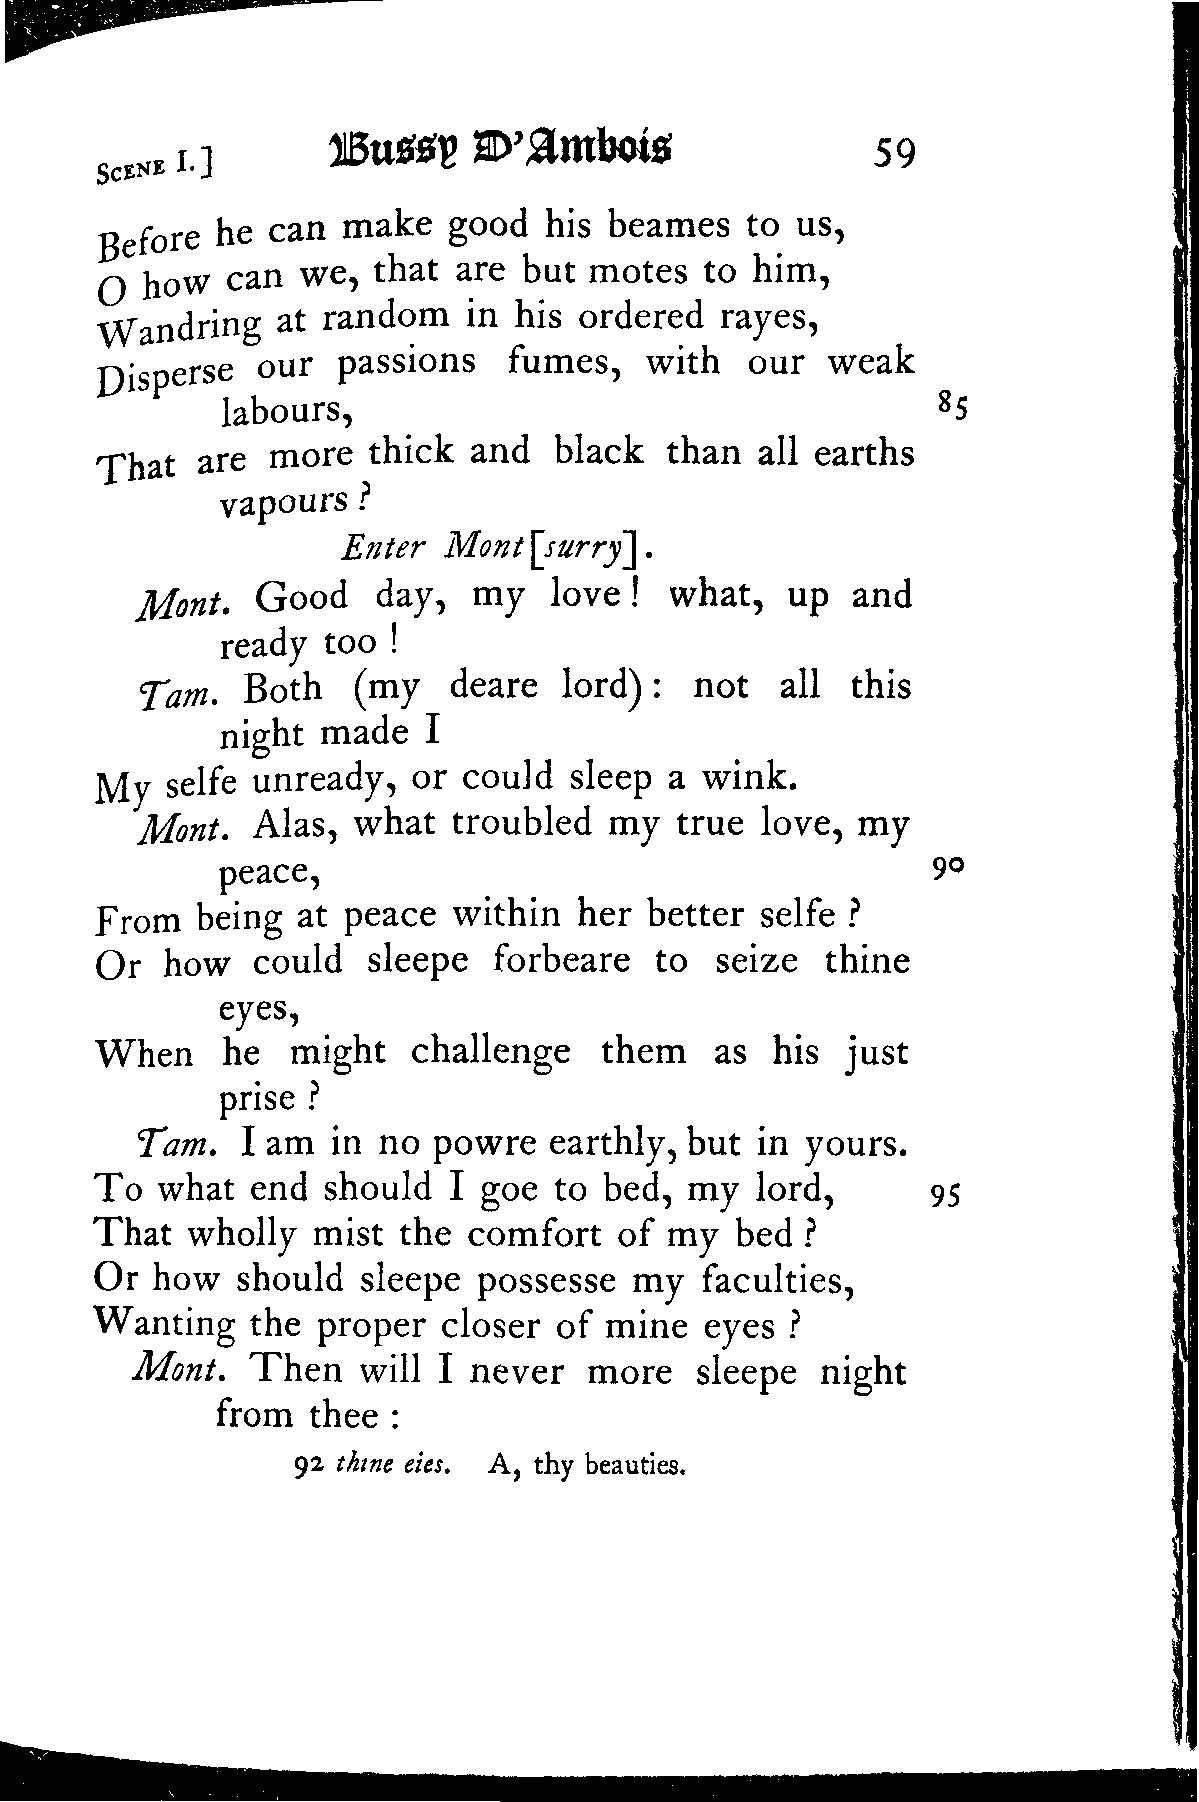 SCENE I.] Bussy D'Ambois 59
Before he can make good his beames to us,
O how can we, that are but motes to him,
Wandring at random in his ordered rayes,
Disperse our passions fumes, with our weak
labours, 85
That are more thick and black than all earths
vapours ?
Enter Mont[surry].
Mont. Good day, my love! what, up and
ready too !
Tam. Both (my deare lord): not all this
night made I
My selfe unready, or could sleep a wink.
Mont. Alas, what troubled my true love, my
peace, 90
From being at peace within her better selfe ?
Or how could sleepe forbeare to seize thine
eyes,
When he might challenge them as his just
prise ?
Tam. I am in no powre earthly, but in yours.
To what end should I goe to bed, my lord, 95
That wholly mist the comfort of my bed ?
Or how should sleepe possesse my faculties,
Wanting the proper closer of mine eyes ?
Mont. Then will I never more sleepe night
from thee :
92 thine eies. A, thy beauties.